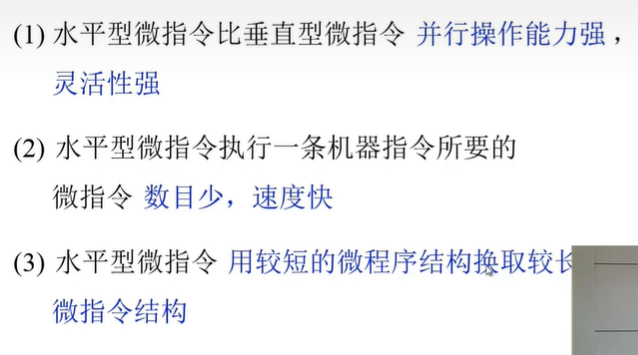 (1) 水平型微指令比垂直型微指令 并行操作能力强，
灵活性强
(2) 水平型微指令执行一条机器指令所要的
微指令 数目少，速度快
(3) 水平型微指令 用较短的微程序结构换取较长
微指令结构